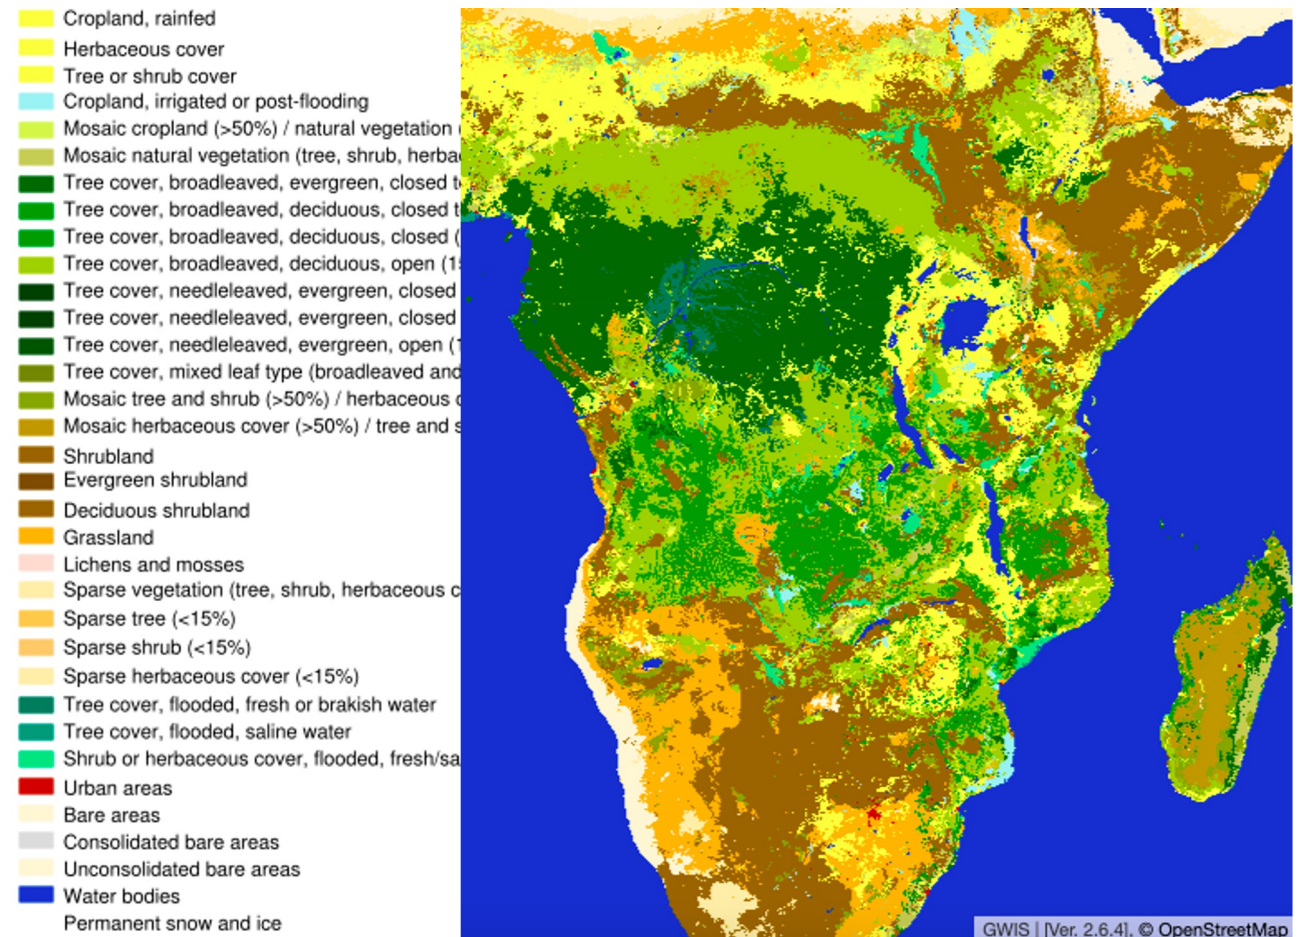 Cropland, rainfed
Herbaceous cover
Tree or shrub cover
Cropland, irrigated or post-flooding
Mosaic cropland (>50%) / natural vegetation (
Mosaic natural vegetation (tree, shrub, herba
Tree cover, broadleaved, evergreen, closed t
Tree cover, broadleaved, deciduous, closed t
Tree cover, broadleaved, deciduous, closed (
Tree cover, broadleaved, deciduous, open (1
Tree cover, needleleaved, evergreen, closed
Tree cover, needleleaved, evergreen, closed
Tree cover, needleleaved, evergreen, open (1
Tree cover, mixed leaf type (broadleaved and
Mosaic tree and shrub (>50%) / herbaceous c
Mosaic herbaceous cover (>50%) / tree and s
Shrubland
Evergreen shrubland
Deciduous shrubland
Grassland
Lichens and mosses
Sparse vegetation (tree, shrub, herbaceous c
Sparse tree (<15%)
Sparse shrub (<15%)
Sparse herbaceous cover (<15%)
Tree cover, flooded, fresh or brakish water
Tree cover, flooded, saline water
Shrub or herbaceous cover, flooded, fresh/sa
Urban areas
Bare areas
Consolidated bare areas
Unconsolidated bare areas
Water bodies
Permanent snow and ice
GWIS | [Ver. 2.6.4], © OpenStreetMap